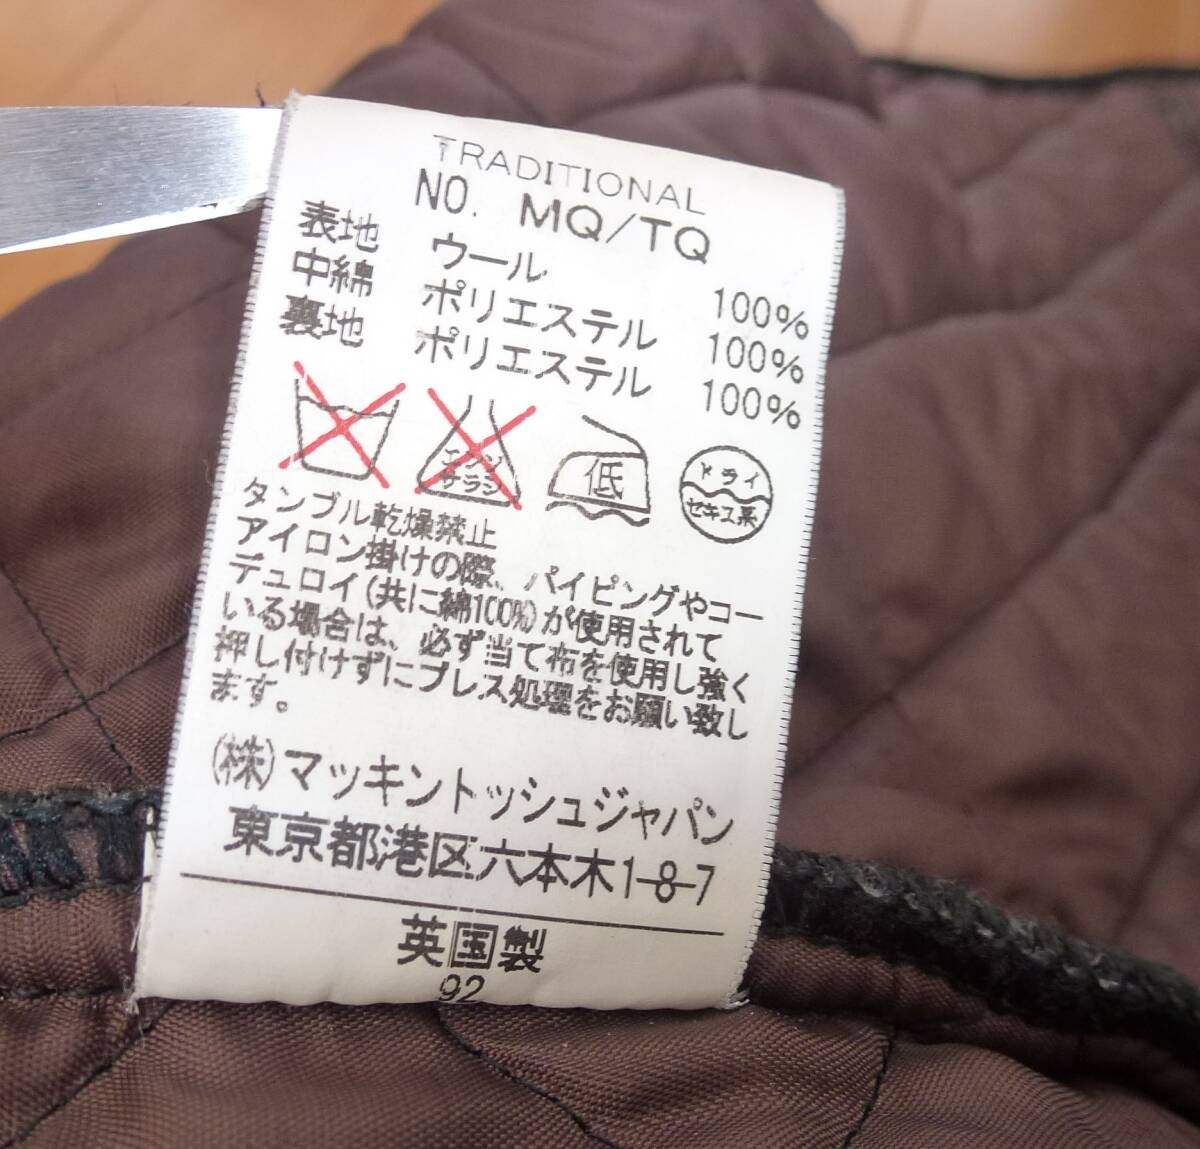 TRADITIONAL
NO. MQ/TQ
表地 ウール 100%
中綿 ポリエステル 100%
裏地 ポリエステル 100%
エンソ
サラシ
低
ドライ
セキユ系
タンブル乾燥禁止
アイロン掛けの際、パイピングやコー
デュロイ(共に綿100%)が使用されて
いる場合は、必ず当て布を使用し強く
押し付けずにプレス処理をお願い致し
ます。
(株)マッキントッシュジャパン
東京都港区六本木1-8-7
英国製
92